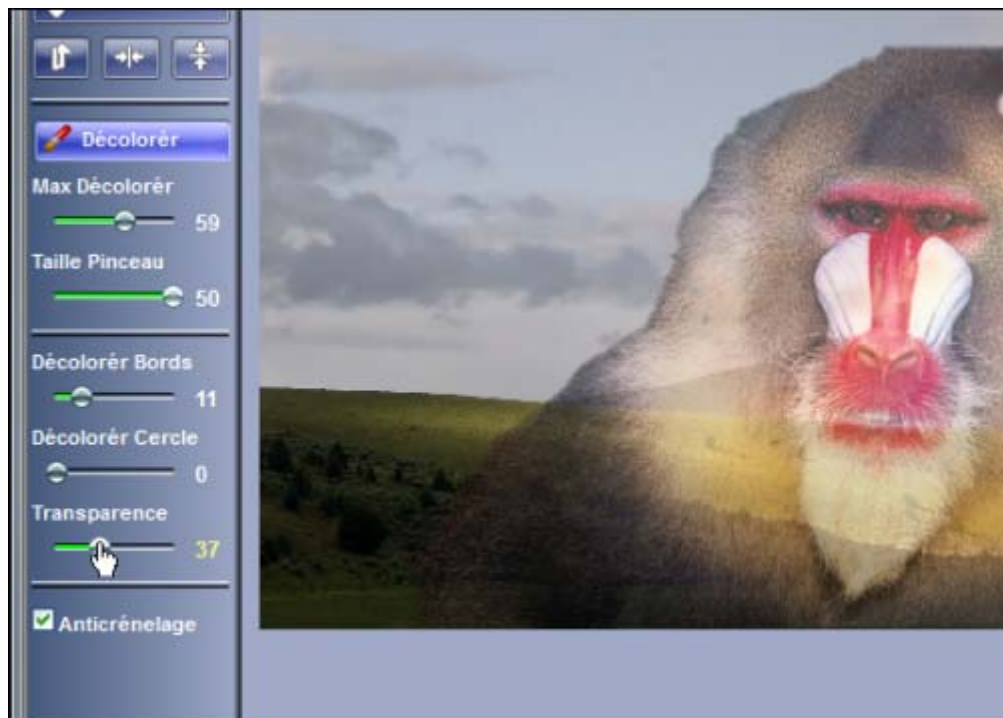 Décolorér
Max Décolorér
59
Taille Pinceau
50
Décolorér Bords
11
Décolorér Cercle
0
Transparence
37
Anticrénelage